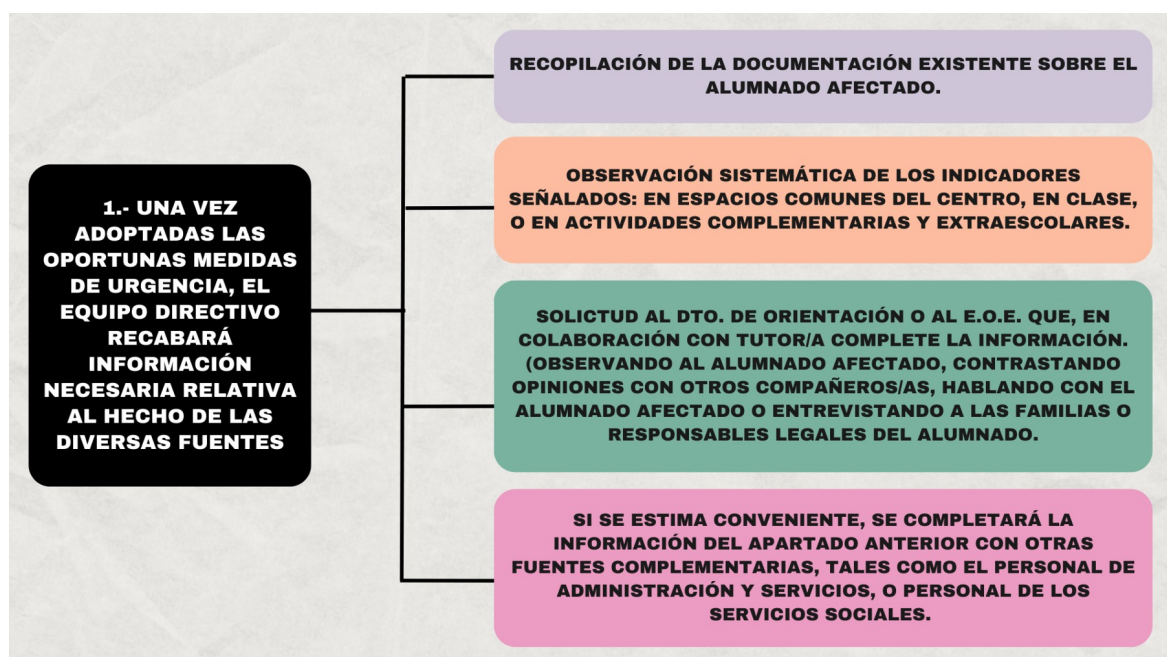 1.- UNA VEZ
ADOPTADAS LAS
OPORTUNAS MEDIDAS
DE URGENCIA, EL
EQUIPO DIRECTIVO
RECABARÁ
INFORMACIÓN
NECESARIA RELATIVA
AL HECHO DE LAS
DIVERSAS FUENTES
RECOPILACIÓN DE LA DOCUMENTACIÓN EXISTENTE SOBRE EL
ALUMNADO AFECTADO.
OBSERVACIÓN SISTEMÁTICA DE LOS INDICADORES
SEÑALADOS: EN ESPACIOS COMUNES DEL CENTRO, EN CLASE,
O EN ACTIVIDADES COMPLEMENTARIAS Y EXTRAESCOLARES.
SOLICTUD AL DTO. DE ORIENTACIÓN O AL E.O.E. QUE, EN
COLABORACIÓN CON TUTOR/A COMPLETE LA INFORMACIÓN.
(OBSERVANDO AL ALUMNADO AFECTADO, CONTRASTANDO
OPINIONES CON OTROS COMPAÑEROS/AS, HABLANDO CON EL
ALUMNADO AFECTADO O ENTREVISTANDO A LAS FAMILIAS O
RESPONSABLES LEGALES DEL ALUMNADO.
SI SE ESTIMA CONVENIENTE, SE COMPLETARÁ LA
INFORMACIÓN DEL APARTADO ANTERIOR CON OTRAS
FUENTES COMPLEMENTARIAS, TALES COMO EL PERSONAL DE
ADMINISTRACIÓN Y SERVICIOS, O PERSONAL DE LOS
SERVICIOS SOCIALES.